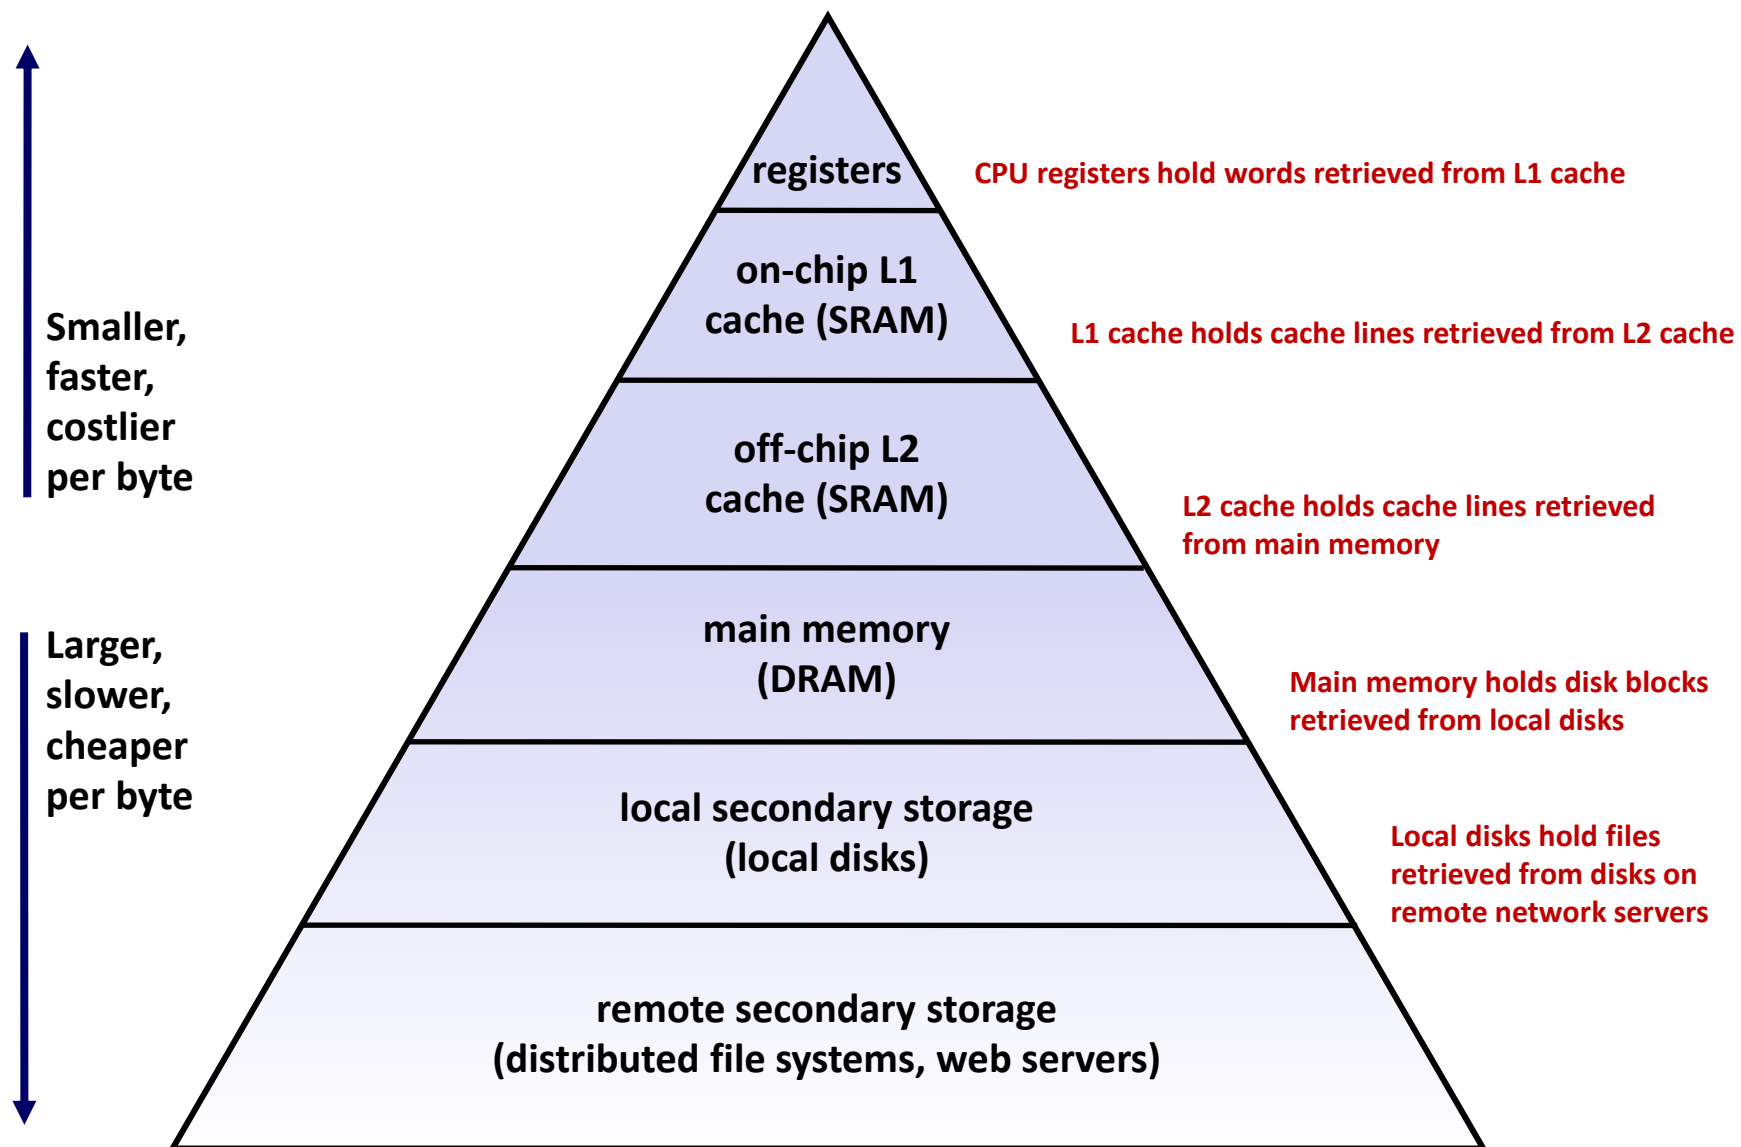 registers
CPU registers hold words retrieved from L1 cache
on-chip L1
cache (SRAM)
L1 cache holds cache lines retrieved from L2 cache
Smaller,
faster,
costlier
per byte
off-chip L2
cache (SRAM)
L2 cache holds cache lines retrieved
from main memory
Larger,
slower,
cheaper
per byte
main memory
(DRAM)
Main memory holds disk blocks
retrieved from local disks
local secondary storage
(local disks)
Local disks hold files
retrieved from disks on
remote network servers
remote secondary storage
(distributed file systems, web servers)